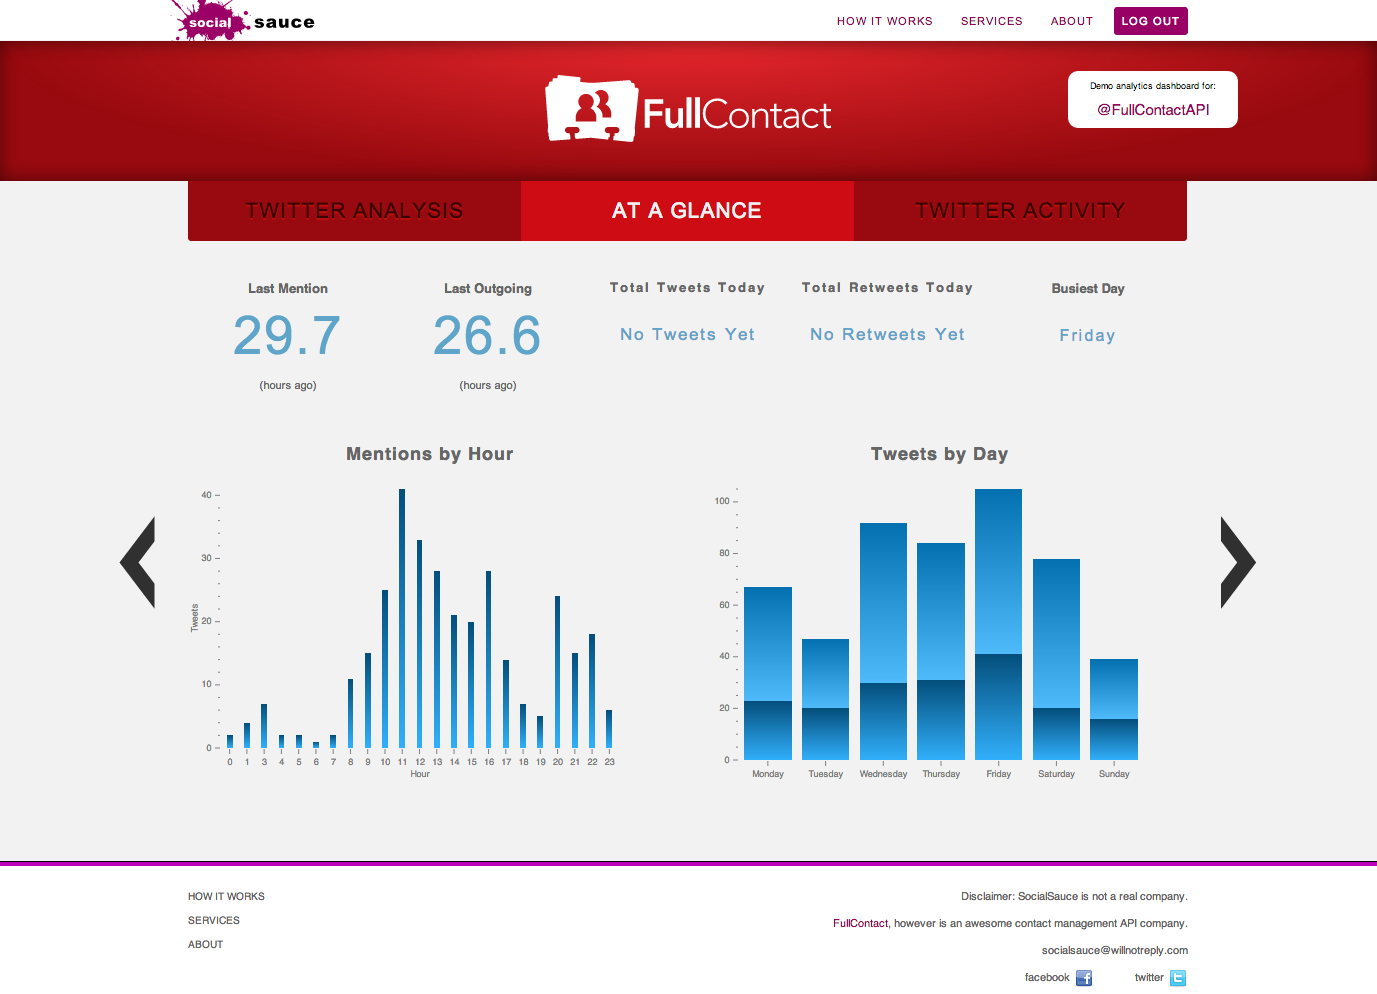 social sauce
HOW IT WORKS SERVICES ABOUT LOG OUT
FullContact
Demo analytics dashboard for:
@FullContactAPI
TWITTER ANALYSIS AT A GLANCE TWITTER ACTIVITY
Last Mention Last Outgoing Total Tweets Today Total Retweets Today Busiest Day
29.7 26.6 No Tweets Yet No Retweets Yet Friday
(hours ago) (hours ago)
Mentions by Hour
40
30
20
10
0
Tweets
0 1 3 4 5 6 7 8 9 10 11 12 13 14 15 16 17 18 19 20 21 22 23
Hour
Tweets by Day
100
80
60
40
20
0
Monday Tuesday Wednesday Thursday Friday Saturday Sunday
HOW IT WORKS
SERVICES
ABOUT
Disclaimer: SocialSauce is not a real company.
FullContact, however is an awesome contact management API company.
socialsauce@willnotreply.com
facebook f twitter t